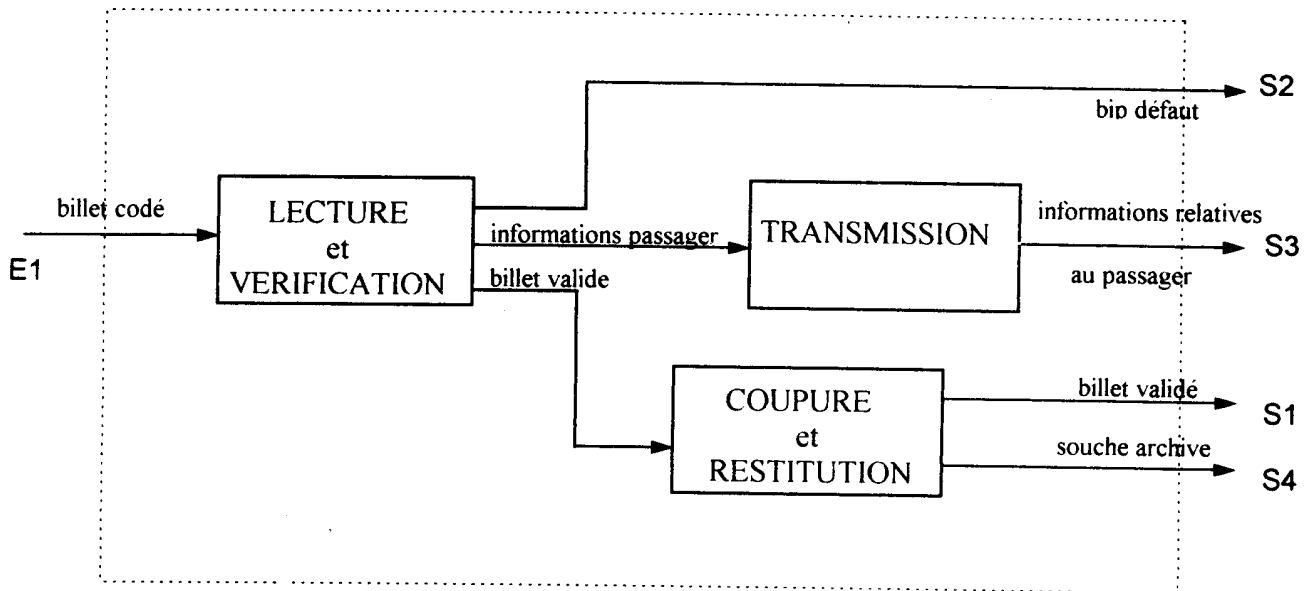 S2
bip défaut
billet codé
E1
LECTURE
et
VERIFICATION
informations passager
billet valide
TRANSMISSION
informations relatives
au passager
S3
COUPURE
et
RESTITUTION
billet validé
S1
souche archive
S4